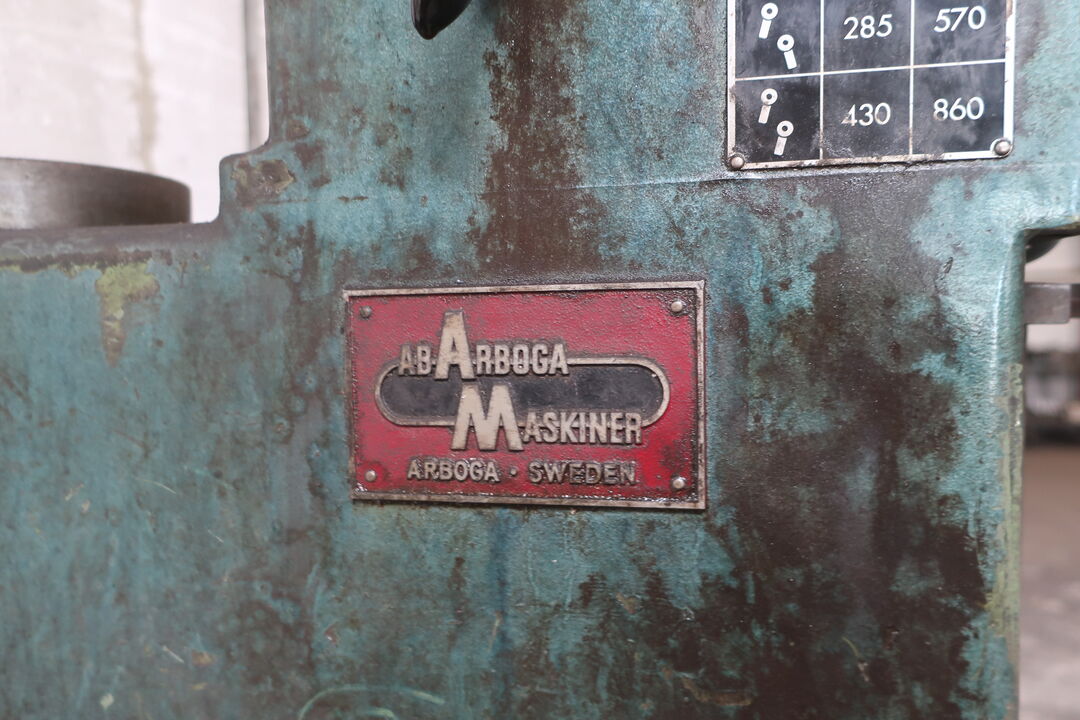 285 570
430 860
AB ARBOGA
MASKINER
ARBOGA · SWEDEN